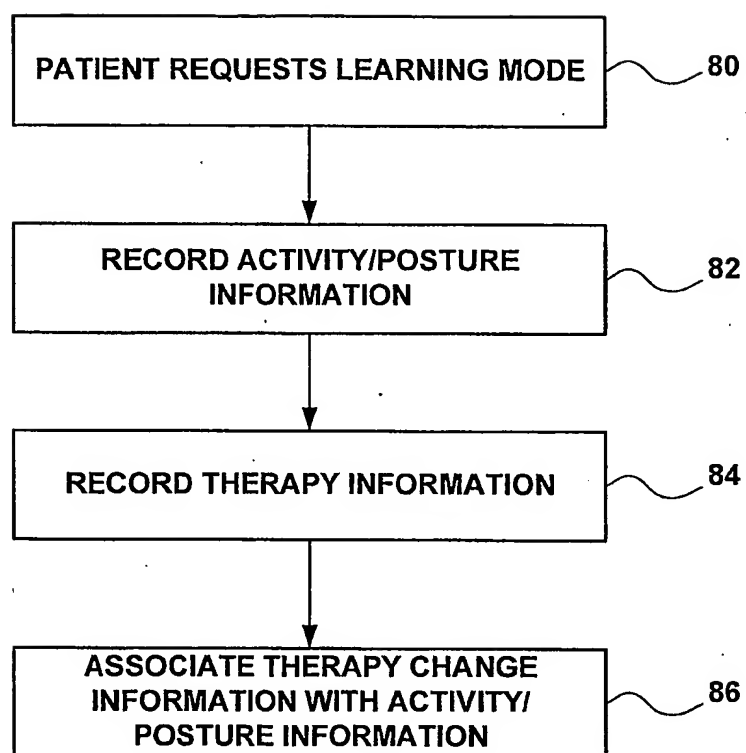 PATIENT REQUESTS LEARNING MODE
80
RECORD ACTIVITY/POSTURE
INFORMATION
82
RECORD THERAPY INFORMATION
84
ASSOCIATE THERAPY CHANGE
INFORMATION WITH ACTIVITY/
POSTURE INFORMATION
86